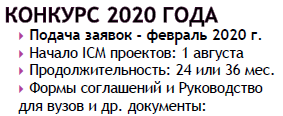 КОНКУРС 2020 ГОДА
Подача заявок - февраль 2020 г.
Начало ICM проектов: 1 августа
Продолжительность: 24 или 36 мес.
Формы соглашений и Руководство
для вузов и др. документы: